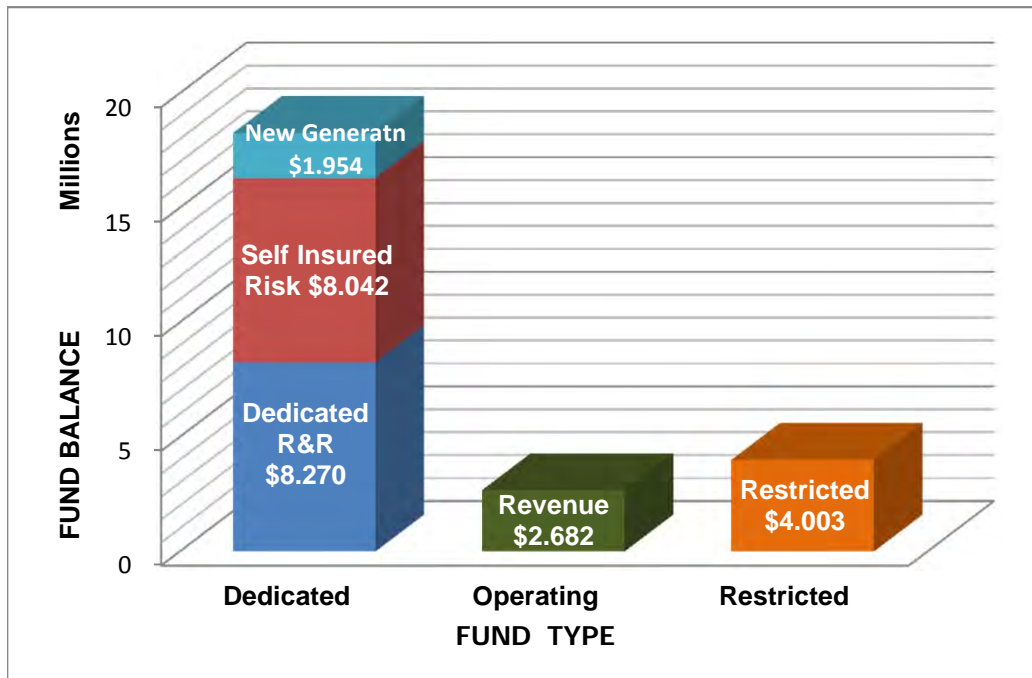 Millions
FUND BALANCE
20
15
10
5
0
New Generatn
$1.954
Self Insured
Risk $8.042
Dedicated
R&R
$8.270
Revenue
$2.682
Restricted
$4.003
Dedicated
Operating
Restricted
FUND TYPE